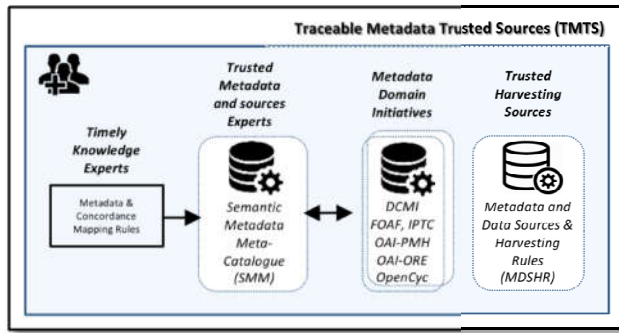 Traceable Metadata Trusted Sources (TMTS)
Timely
Knowledge
Experts
Metadata &
Concordance
Mapping Rules
Trusted
Metadata
and sources
Experts
Semantic
Metadata
Meta-
Catalogue
(SMM)
Metadata
Domain
Initiatives
DCMI
FOAF, IPTC
OAI-PMH
OAI-ORE
OpenCyc
Trusted
Harvesting
Sources
Metadata and
Data Sources &
Harvesting
Rules
(MDSHR)